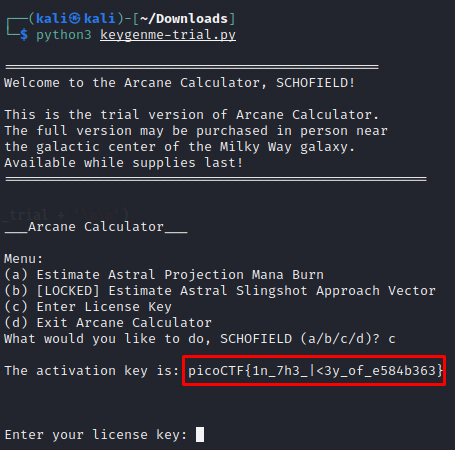 ┌──(kali㉿kali)-[~/Downloads]
└─$ python3 keygenme-trial.py
===============================================
Welcome to the Arcane Calculator, SCHOFIELD!
This is the trial version of Arcane Calculator.
The full version may be purchased in person near
the galactic center of the Milky Way galaxy.
Available while supplies last!
=====================================================
_trial +
___Arcane Calculator___
Menu:
(a) Estimate Astral Projection Mana Burn
(b) [LOCKED] Estimate Astral Slingshot Approach Vector
(c) Enter License Key
(d) Exit Arcane Calculator
What would you like to do, SCHOFIELD (a/b/c/d)? c
The activation key is: picoCTF{1n_7h3_|<3y_of_e584b363}
Enter your license key: